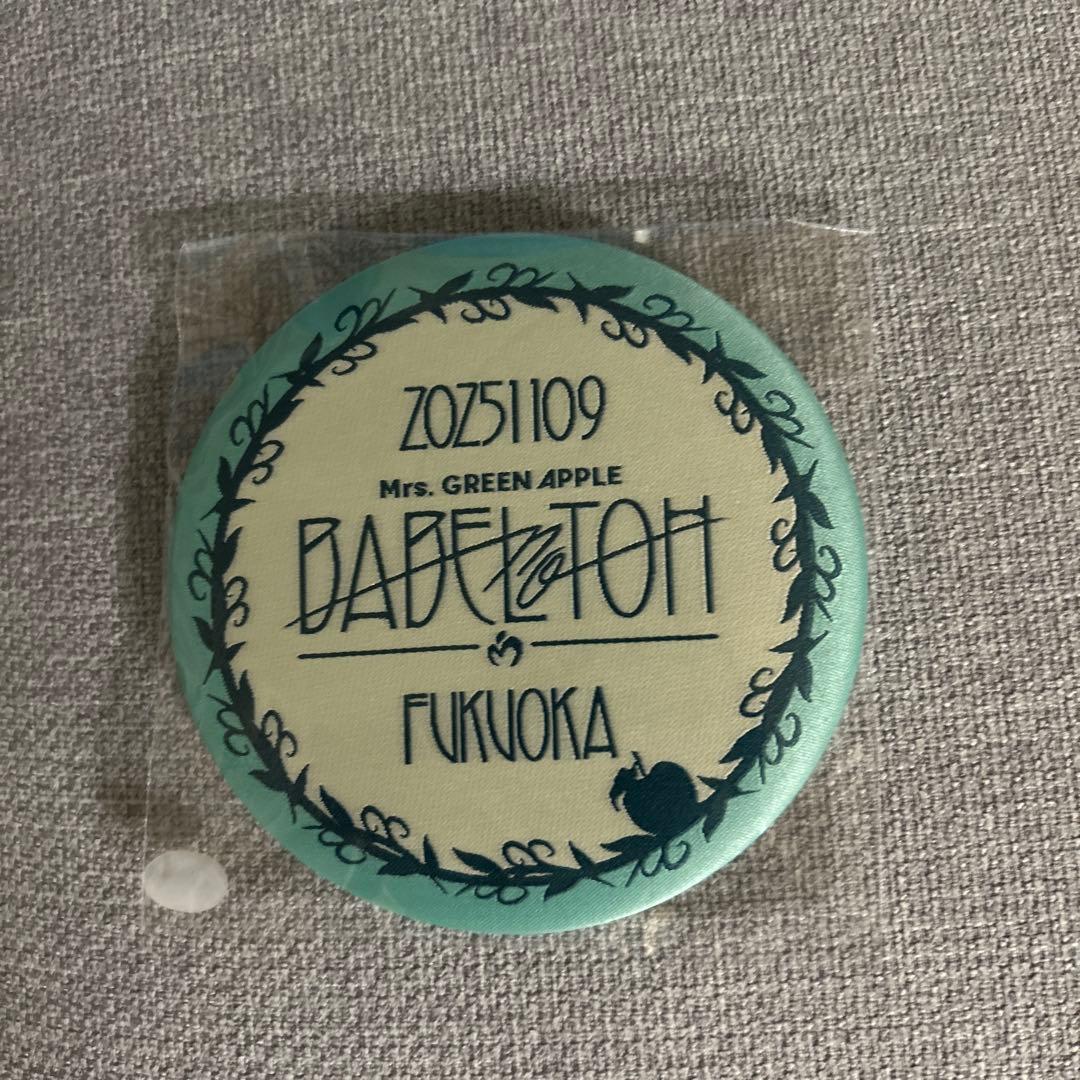 20251109
Mrs. GREEN APPLE
BABEL no TOH
FUKUOKA